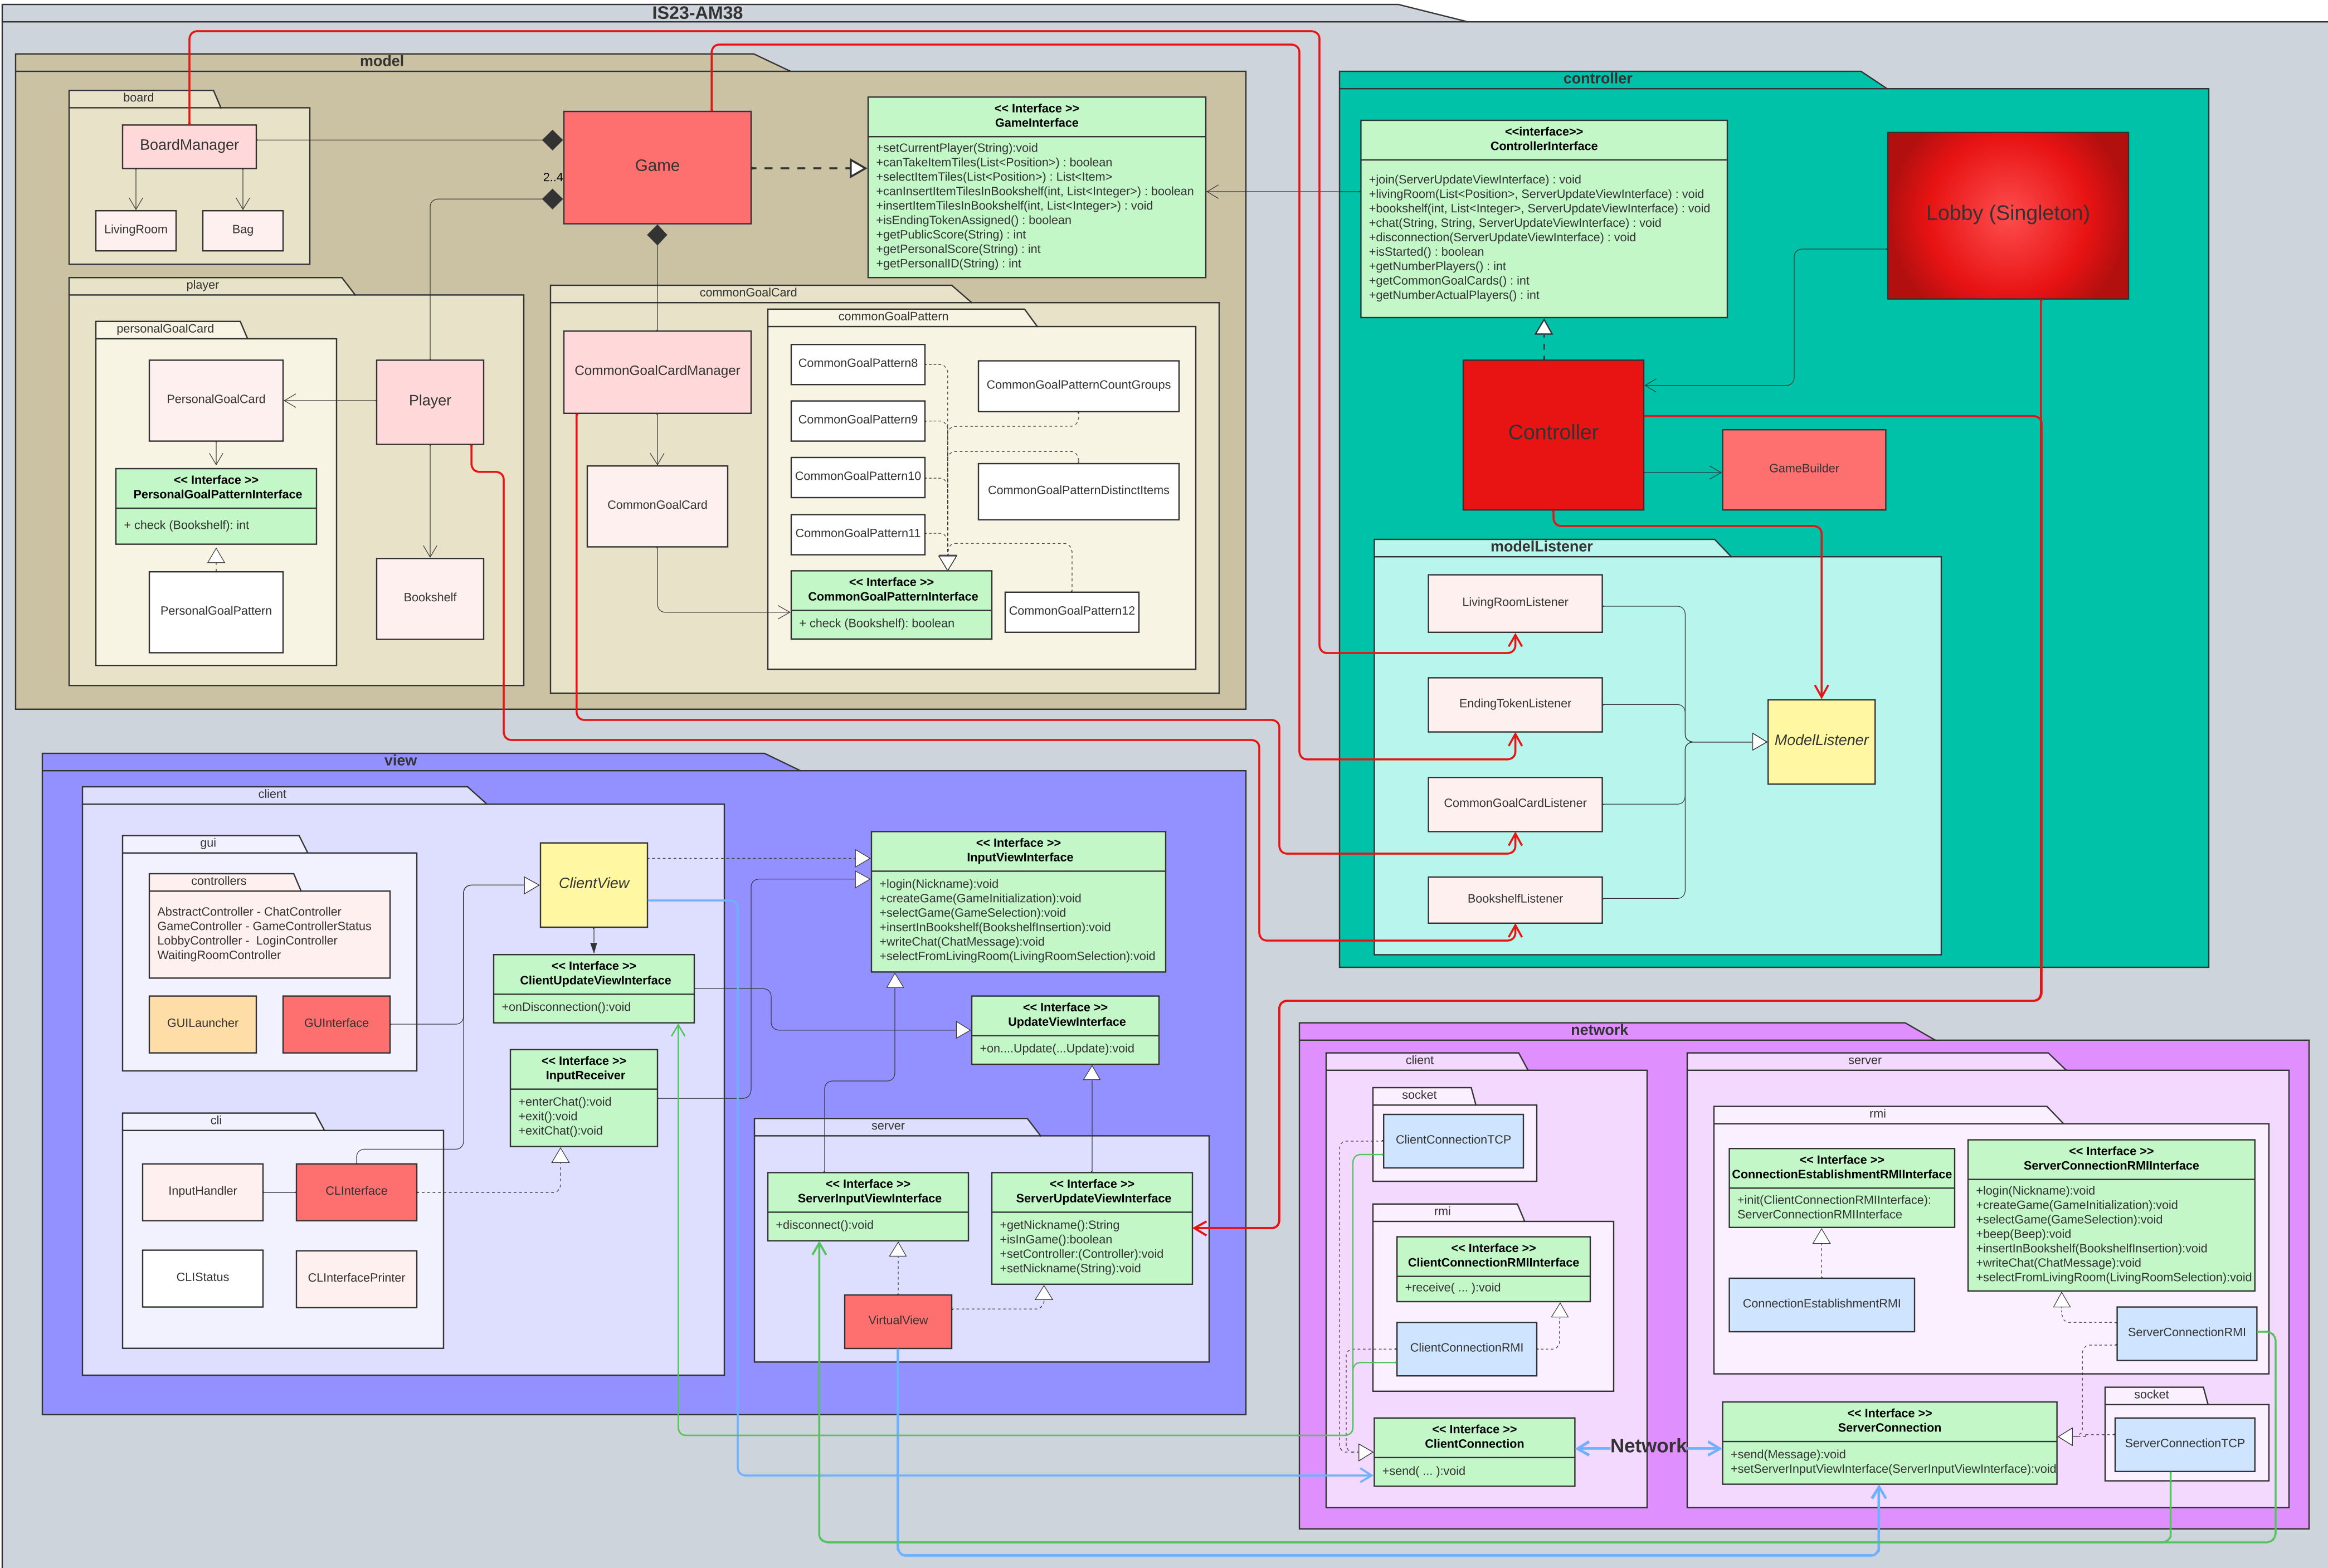 IS23-AM38
model
board
BoardManager
LivingRoom
Bag
Game
2..4
<< Interface >>
GameInterface
+setCurrentPlayer(String):void
+canTakeItemTiles(List<Position>) : boolean
+selectItemTiles(List<Position>) : List<Item>
+canInsertItemTilesInBookshelf(int, List<Integer>) : boolean
+insertItemTilesInBookshelf(int, List<Integer>) : void
+isEndingTokenAssigned() : boolean
+getPublicScore(String) : int
+getPersonalScore(String) : int
+getPersonalID(String) : int
player
personalGoalCard
PersonalGoalCard
<< Interface >>
PersonalGoalPatternInterface
+ check (Bookshelf): int
PersonalGoalPattern
Player
Bookshelf
commonGoalCard
CommonGoalCardManager
CommonGoalCard
commonGoalPattern
CommonGoalPattern8
CommonGoalPattern9
CommonGoalPattern10
CommonGoalPattern11
CommonGoalPatternCountGroups
CommonGoalPatternDistinctItems
<< Interface >>
CommonGoalPatternInterface
+ check (Bookshelf): boolean
CommonGoalPattern12
controller
<<interface>>
ControllerInterface
+join(ServerUpdateViewInterface) : void
+livingRoom(List<Position>, ServerUpdateViewInterface) : void
+bookshelf(int, List<Integer>, ServerUpdateViewInterface) : void
+chat(String, String, ServerUpdateViewInterface) : void
+disconnection(ServerUpdateViewInterface) : void
+isStarted() : boolean
+getNumberPlayers() : int
+getCommonGoalCards() : int
+getNumberActualPlayers() : int
Lobby (Singleton)
Controller
GameBuilder
modelListener
LivingRoomListener
EndingTokenListener
CommonGoalCardListener
BookshelfListener
ModelListener
view
client
gui
controllers
AbstractController - ChatController
GameController - GameControllerStatus
LobbyController -  LoginController
WaitingRoomController
GUILauncher
GUInterface
cli
InputHandler
CLInterface
CLIStatus
CLInterfacePrinter
ClientView
<< Interface >>
ClientUpdateViewInterface
+onDisconnection():void
<< Interface >>
InputReceiver
+enterChat():void
+exit():void
+exitChat():void
<< Interface >>
InputViewInterface
+login(Nickname):void
+createGame(GameInitialization):void
+selectGame(GameSelection):void
+insertInBookshelf(BookshelfInsertion):void
+writeChat(ChatMessage):void
+selectFromLivingRoom(LivingRoomSelection):void
<< Interface >>
UpdateViewInterface
+on....Update(...Update):void
server
<< Interface >>
ServerInputViewInterface
+disconnect():void
<< Interface >>
ServerUpdateViewInterface
+getNickname():String
+isInGame():boolean
+setController:(Controller):void
+setNickname(String):void
VirtualView
network
client
socket
ClientConnectionTCP
rmi
<< Interface >>
ClientConnectionRMIInterface
+receive( ... ):void
ClientConnectionRMI
<< Interface >>
ClientConnection
+send( ... ):void
Network
server
rmi
<< Interface >>
ConnectionEstablishmentRMIInterface
+init(ClientConnectionRMIInterface):
ServerConnectionRMIInterface
ConnectionEstablishmentRMI
<< Interface >>
ServerConnectionRMIInterface
+login(Nickname):void
+createGame(GameInitialization):void
+selectGame(GameSelection):void
+beep(Beep):void
+insertInBookshelf(BookshelfInsertion):void
+writeChat(ChatMessage):void
+selectFromLivingRoom(LivingRoomSelection):void
ServerConnectionRMI
socket
ServerConnectionTCP
<< Interface >>
ServerConnection
+send(Message):void
+setServerInputViewInterface(ServerInputViewInterface):void